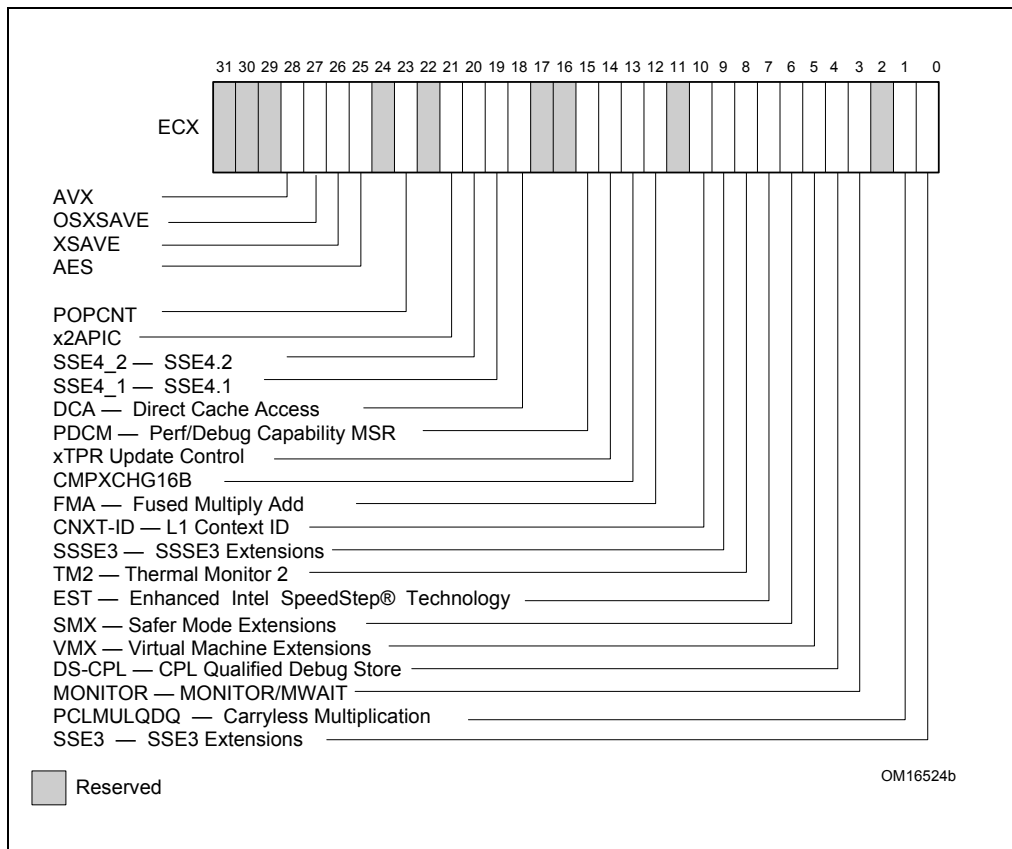 31 30 29 28 27 26 25 24 23 22 21 20 19 18 17 16 15 14 13 12 11 10 9 8 7 6 5 4 3 2 1 0
ECX
AVX
OSXSAVE
XSAVE
AES
POPCNT
x2APIC
SSE4_2 — SSE4.2
SSE4_1 — SSE4.1
DCA — Direct Cache Access
PDCM — Perf/Debug Capability MSR
xTPR Update Control
CMPXCHG16B
FMA — Fused Multiply Add
CNXT-ID — L1 Context ID
SSSE3 — SSSE3 Extensions
TM2 — Thermal Monitor 2
EST — Enhanced Intel SpeedStep® Technology
SMX — Safer Mode Extensions
VMX — Virtual Machine Extensions
DS-CPL — CPL Qualified Debug Store
MONITOR — MONITOR/MWAIT
PCLMULQDQ — Carryless Multiplication
SSE3 — SSE3 Extensions
OM16524b
Reserved